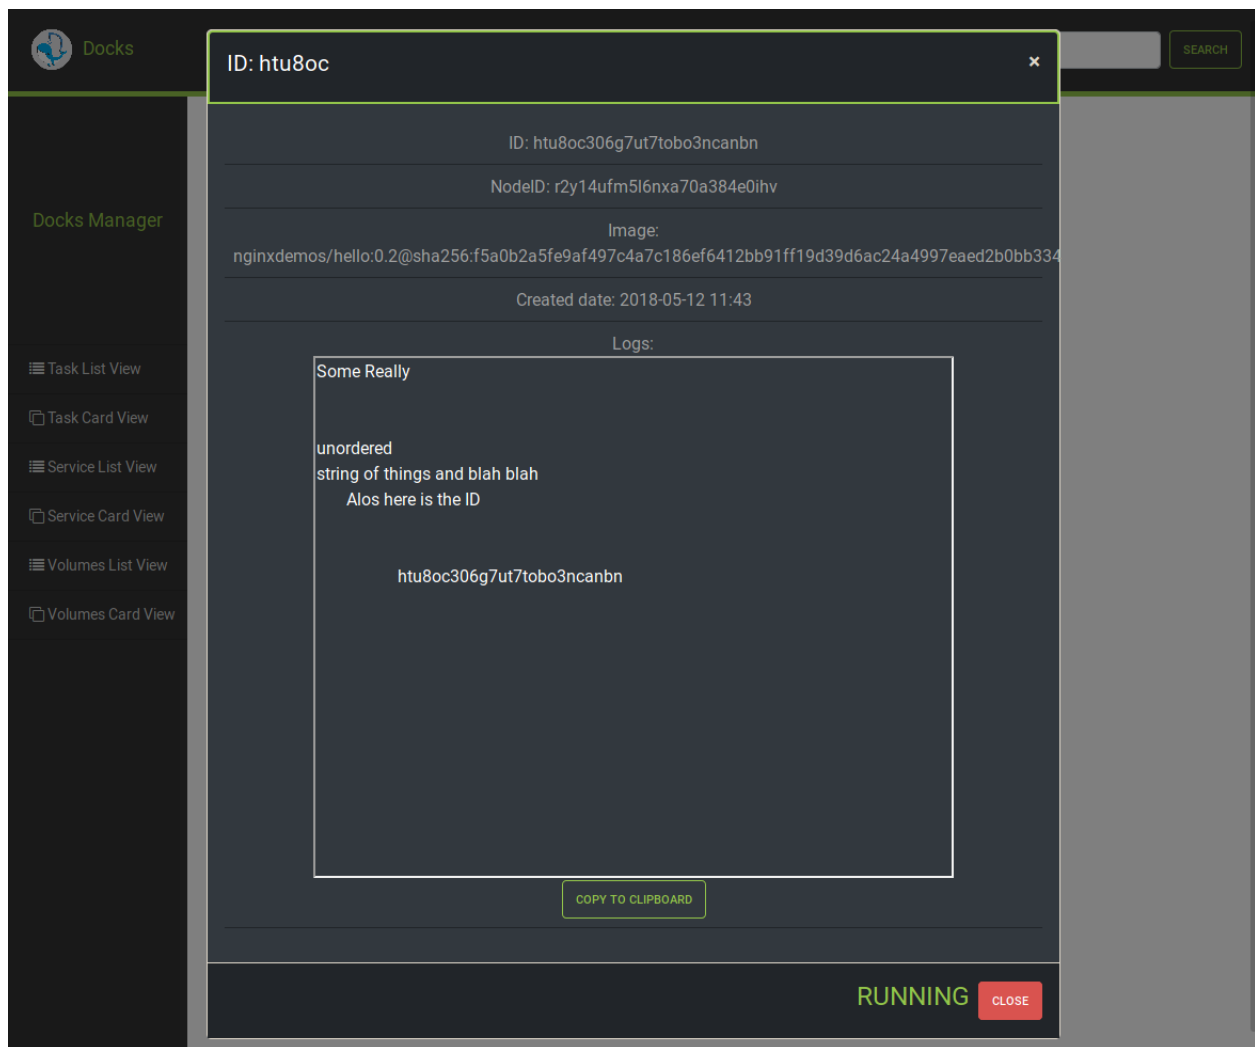 Docks
SEARCH
ID: htu8oc
×
ID: htu8oc306g7ut7tobo3ncanbn
NodeID: r2y14ufm5l6nxa70a384e0ihv
Docks Manager
Image:
nginxdemos/hello:0.2@sha256:f5a0b2a5fe9af497c4a7c186ef6412bb91ff19d39d6ac24a4997eaed2b0bb334
Created date: 2018-05-12 11:43
Logs:
Task List View
Task Card View
Service List View
Service Card View
Volumes List View
Volumes Card View
Some Really
unordered
string of things and blah blah
Alos here is the ID
htu8oc306g7ut7tobo3ncanbn
COPY TO CLIPBOARD
RUNNING
CLOSE